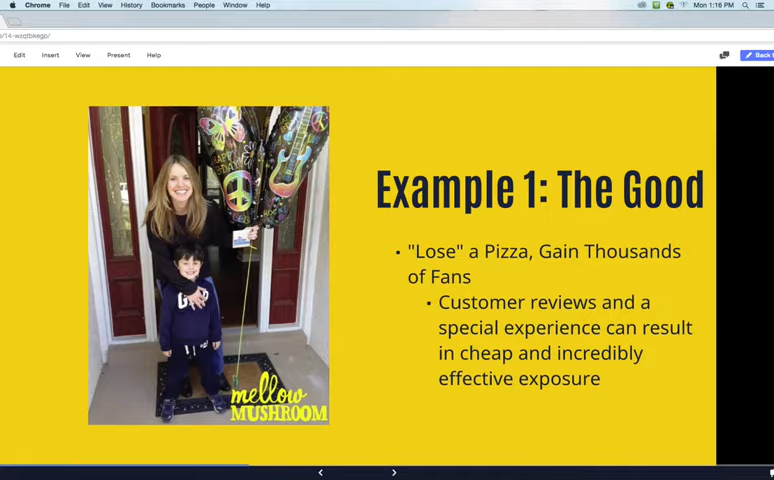 Chrome File Edit View History Bookmarks People Window Help Mon 1:16 PM
/14-wzqtbkegp/
Edit Insert View Present Help Back
Example 1: The Good
• "Lose" a Pizza, Gain Thousands
of Fans
• Customer reviews and a
special experience can result
in cheap and incredibly
effective exposure
mellow
MUSHROOM